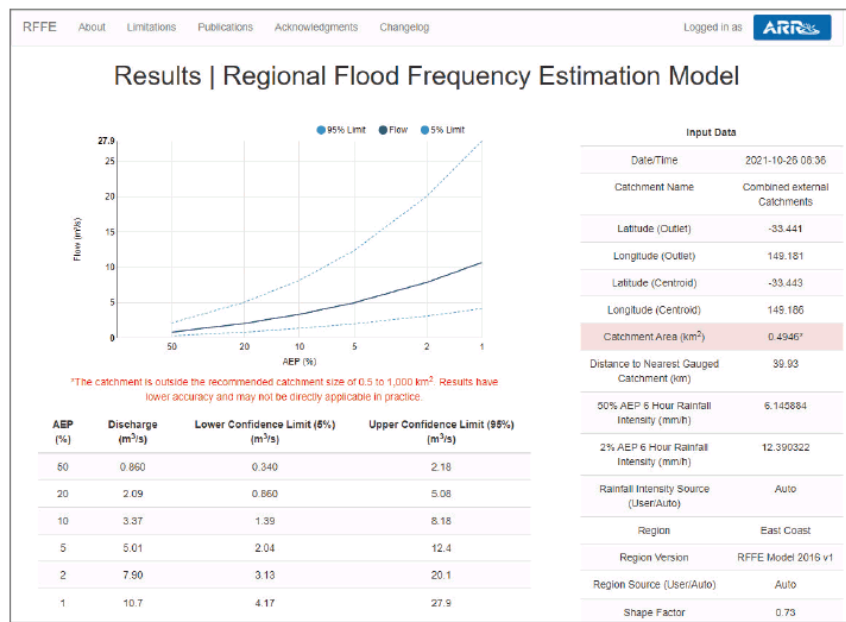 RFFE About Limitations Publications Acknowledgments Changelog Logged in as ARR
Results | Regional Flood Frequency Estimation Model
95% Limit Flow 5% Limit
27.9
25
20
15
10
5
0
Flow (m³/s)
50 20 10 5 2 1
AEP (%)
*The catchment is outside the recommended catchment size of 0.5 to 1,000 km². Results have
lower accuracy and may not be directly applicable in practice.
AEP Discharge Lower Confidence Limit (5%) Upper Confidence Limit (95%)
(%) (m³/s) (m³/s) (m³/s)
50 0.860 0.340 2.18
20 2.09 0.860 5.08
10 3.37 1.39 8.18
5 5.01 2.04 12.4
2 7.90 3.13 20.1
1 10.7 4.17 27.9
Input Data
Date/Time 2021-10-26 08:36
Catchment Name Combined external
Catchments
Latitude (Outlet) -33.441
Longitude (Outlet) 149.181
Latitude (Centroid) -33.443
Longitude (Centroid) 149.186
Catchment Area (km²) 0.4946*
Distance to Nearest Gauged 39.93
Catchment (km)
50% AEP 6 Hour Rainfall 6.145884
Intensity (mm/h)
2% AEP 6 Hour Rainfall 12.390322
Intensity (mm/h)
Rainfall Intensity Source Auto
(User/Auto)
Region East Coast
Region Version RFFE Model 2016 v1
Region Source (User/Auto) Auto
Shape Factor 0.73